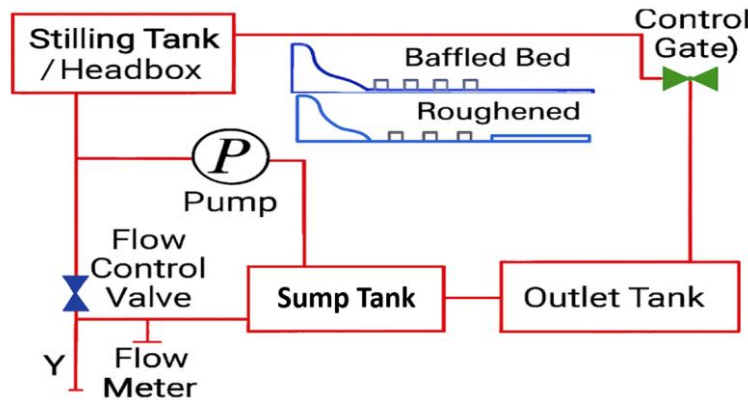 Stilling Tank
/ Headbox
Control
Gate)
Baffled Bed
Roughened
P
Pump
Flow
Control
Valve
Sump Tank
Outlet Tank
Y
Flow
Meter